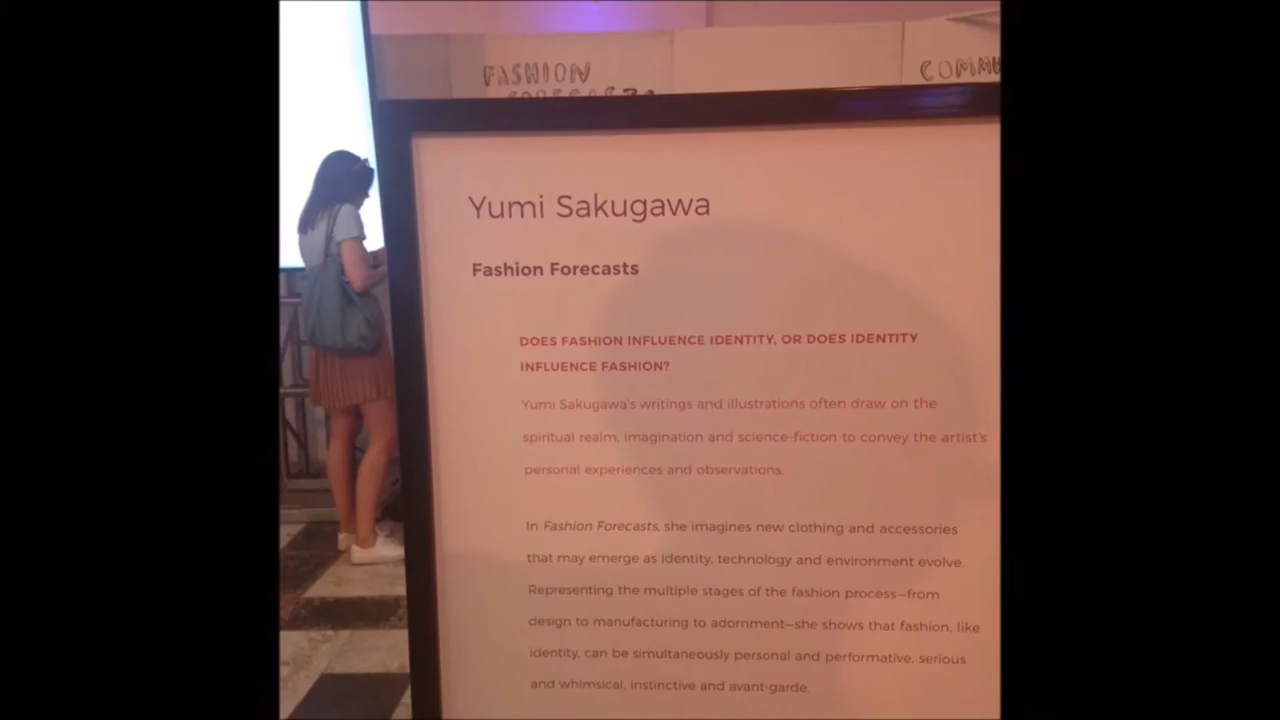 FASHION
FORECASTS
COMMU
Yumi Sakugawa
Fashion Forecasts
DOES FASHION INFLUENCE IDENTITY, OR DOES IDENTITY
INFLUENCE FASHION?
Yumi Sakugawa's writings and illustrations often draw on the
spiritual realm, imagination and science-fiction to convey the artist's
personal experiences and observations.
In Fashion Forecasts, she imagines new clothing and accessories
that may emerge as identity, technology and environment evolve.
Representing the multiple stages of the fashion process—from
design to manufacturing to adornment—she shows that fashion, like
identity, can be simultaneously personal and performative, serious
and whimsical, instinctive and avant-garde.